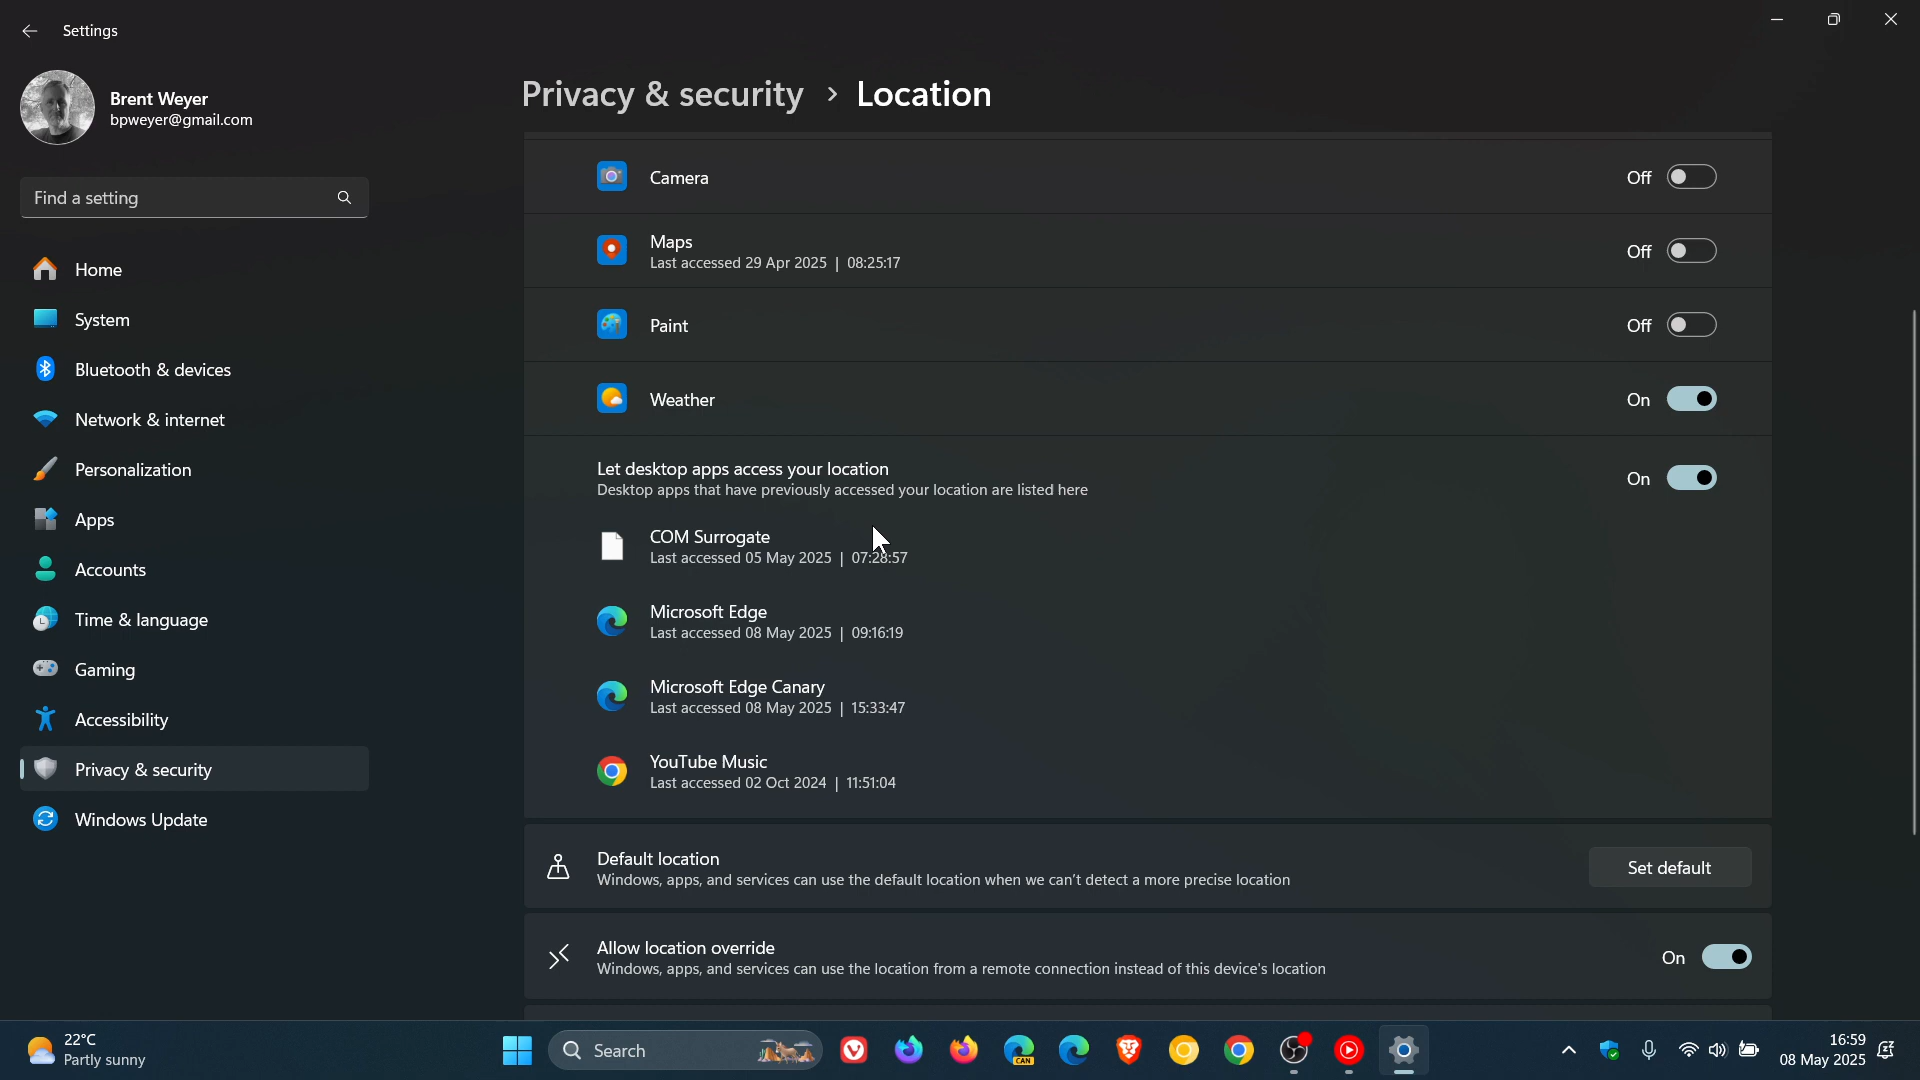 Settings
Brent Weyer
bpweyer@gmail.com
Find a setting
Home
System
Bluetooth & devices
Network & internet
Personalization
Apps
Accounts
Time & language
Gaming
Accessibility
Privacy & security
Windows Update
Privacy & security > Location
Camera
Off
Maps
Last accessed 29 Apr 2025 | 08:25:17
Off
Paint
Off
Weather
On
Let desktop apps access your location
Desktop apps that have previously accessed your location are listed here
On
COM Surrogate
Last accessed 05 May 2025 | 07:28:57
Microsoft Edge
Last accessed 08 May 2025 | 09:16:19
Microsoft Edge Canary
Last accessed 08 May 2025 | 15:33:47
YouTube Music
Last accessed 02 Oct 2024 | 11:51:04
Default location
Windows, apps, and services can use the default location when we can't detect a more precise location
Set default
Allow location override
Windows, apps, and services can use the location from a remote connection instead of this device's location
On
22°C
Partly sunny
Search
CAN
16:59
08 May 2025